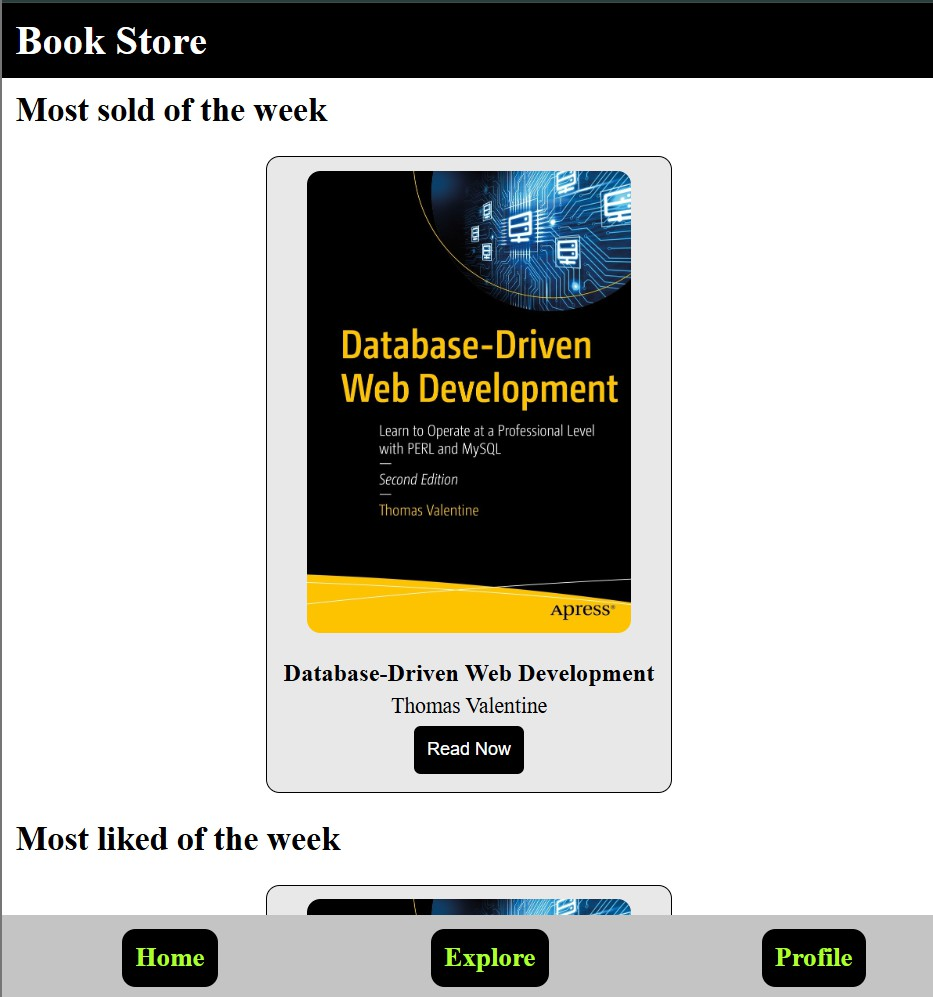 Book Store
Most sold of the week
Database-Driven
Web Development
Learn to Operate at a Professional Level
with PERL and MySQL
Second Edition
Thomas Valentine
Apress®
Database-Driven Web Development
Thomas Valentine
Read Now
Most liked of the week
Home
Explore
Profile